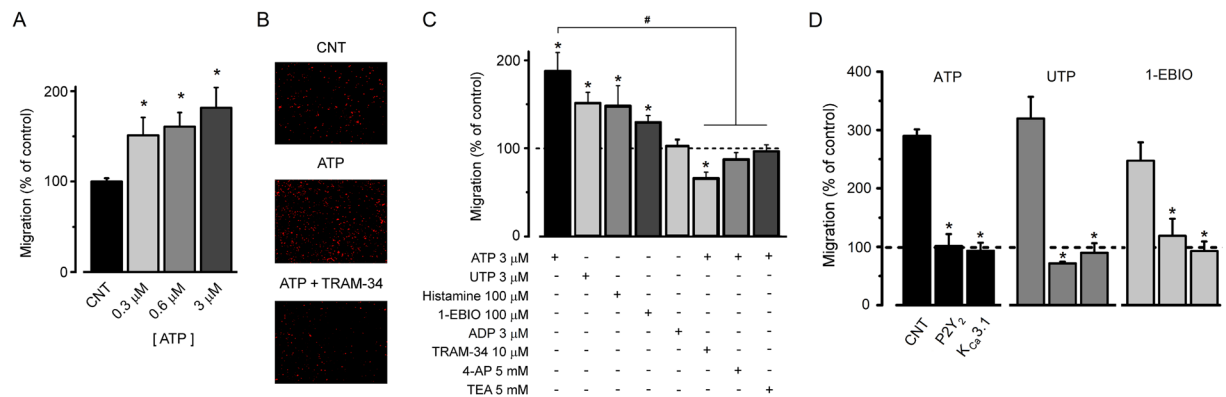 A
Migration (% of control)
200
100
0
*
*
*
CNT
0.3 μM
0.6 μM
3 μM
[ ATP ]
B
CNT
ATP
ATP + TRAM-34
C
#
Migration (% of control)
200
100
0
*
*
*
*
*
ATP 3 μM + - - - - + + +
UTP 3 μM - + - - - - - -
Histamine 100 μM - - + - - - - -
1-EBIO 100 μM - - - + - - - -
ADP 3 μM - - - - + - - -
TRAM-34 10 μM - - - - - + - -
4-AP 5 mM - - - - - - + -
TEA 5 mM - - - - - - - +
D
ATP UTP 1-EBIO
Migration (% of control)
400
300
200
100
0
* *
* *
* *
CNT
P2Y2
KCa3.1